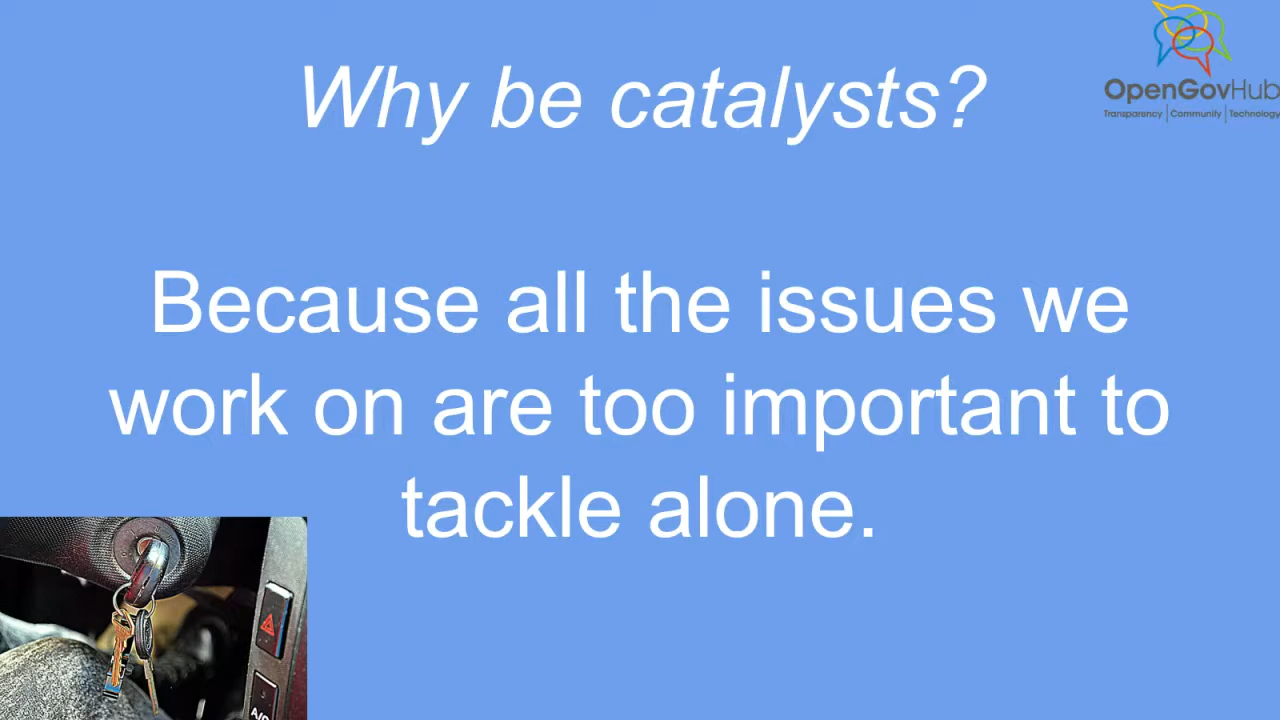 Why be catalysts?
OpenGovHub
Transparency | Community | Technology
Because all the issues we
work on are too important to
tackle alone.